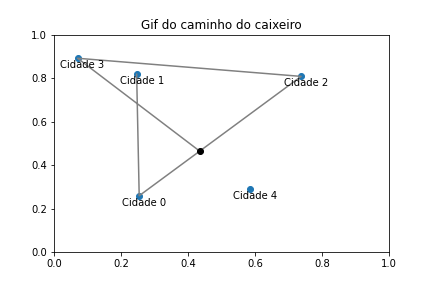 Gif do caminho do caixeiro
1.0
0.8
0.6
0.4
0.2
0.0
Cidade 3
Cidade 1
Cidade 2
Cidade 0
Cidade 4
0.0 0.2 0.4 0.6 0.8 1.0